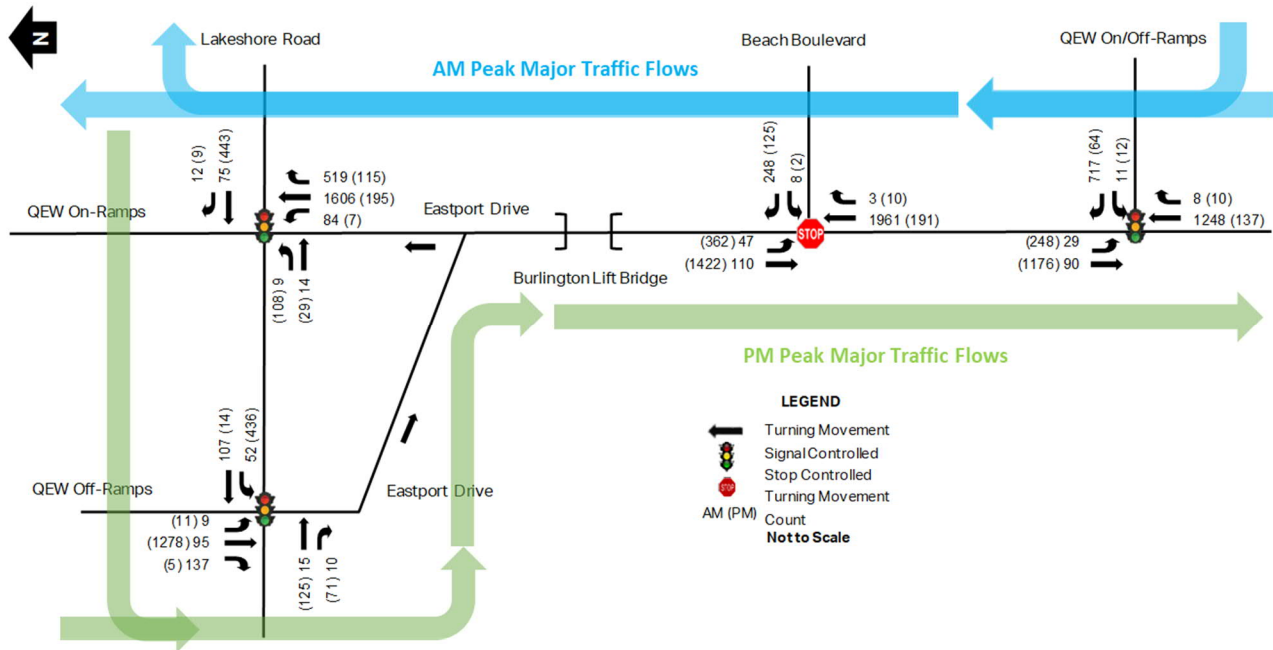 N
Lakeshore Road
Beach Boulevard
QEW On/Off-Ramps
AM Peak Major Traffic Flows
12 (9)
75 (443)
519 (115)
1606 (195)
84 (7)
QEW On-Ramps
Eastport Drive
248 (125)
8 (2)
3 (10)
1961 (191)
STOP
(362) 47
(1422) 110
717 (64)
11 (12)
8 (10)
1248 (137)
(248) 29
(1176) 90
(108) 9
(29) 14
Burlington Lift Bridge
PM Peak Major Traffic Flows
107 (14)
52 (436)
QEW Off-Ramps
Eastport Drive
(11) 9
(1278) 95
(5) 137
(125) 15
(71) 10
LEGEND
Turning Movement
Signal Controlled
Stop Controlled
STOP
Turning Movement
AM (PM)
Count
Not to Scale